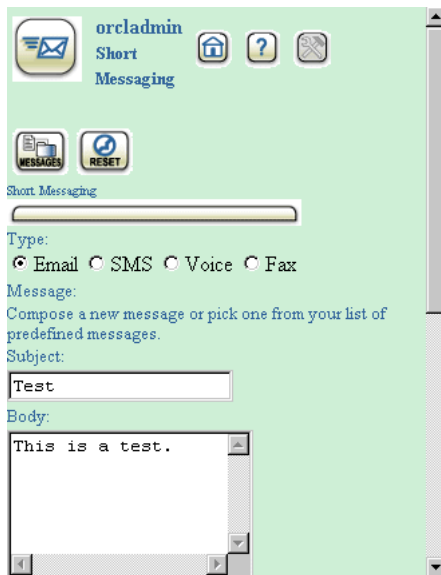 orcladmin
Short
Messaging
?
MESSAGES
RESET
Short Messaging
Type:
Email SMS Voice Fax
Message:
Compose a new message or pick one from your list of
predefined messages.
Subject:
Test
Body:
This is a test.